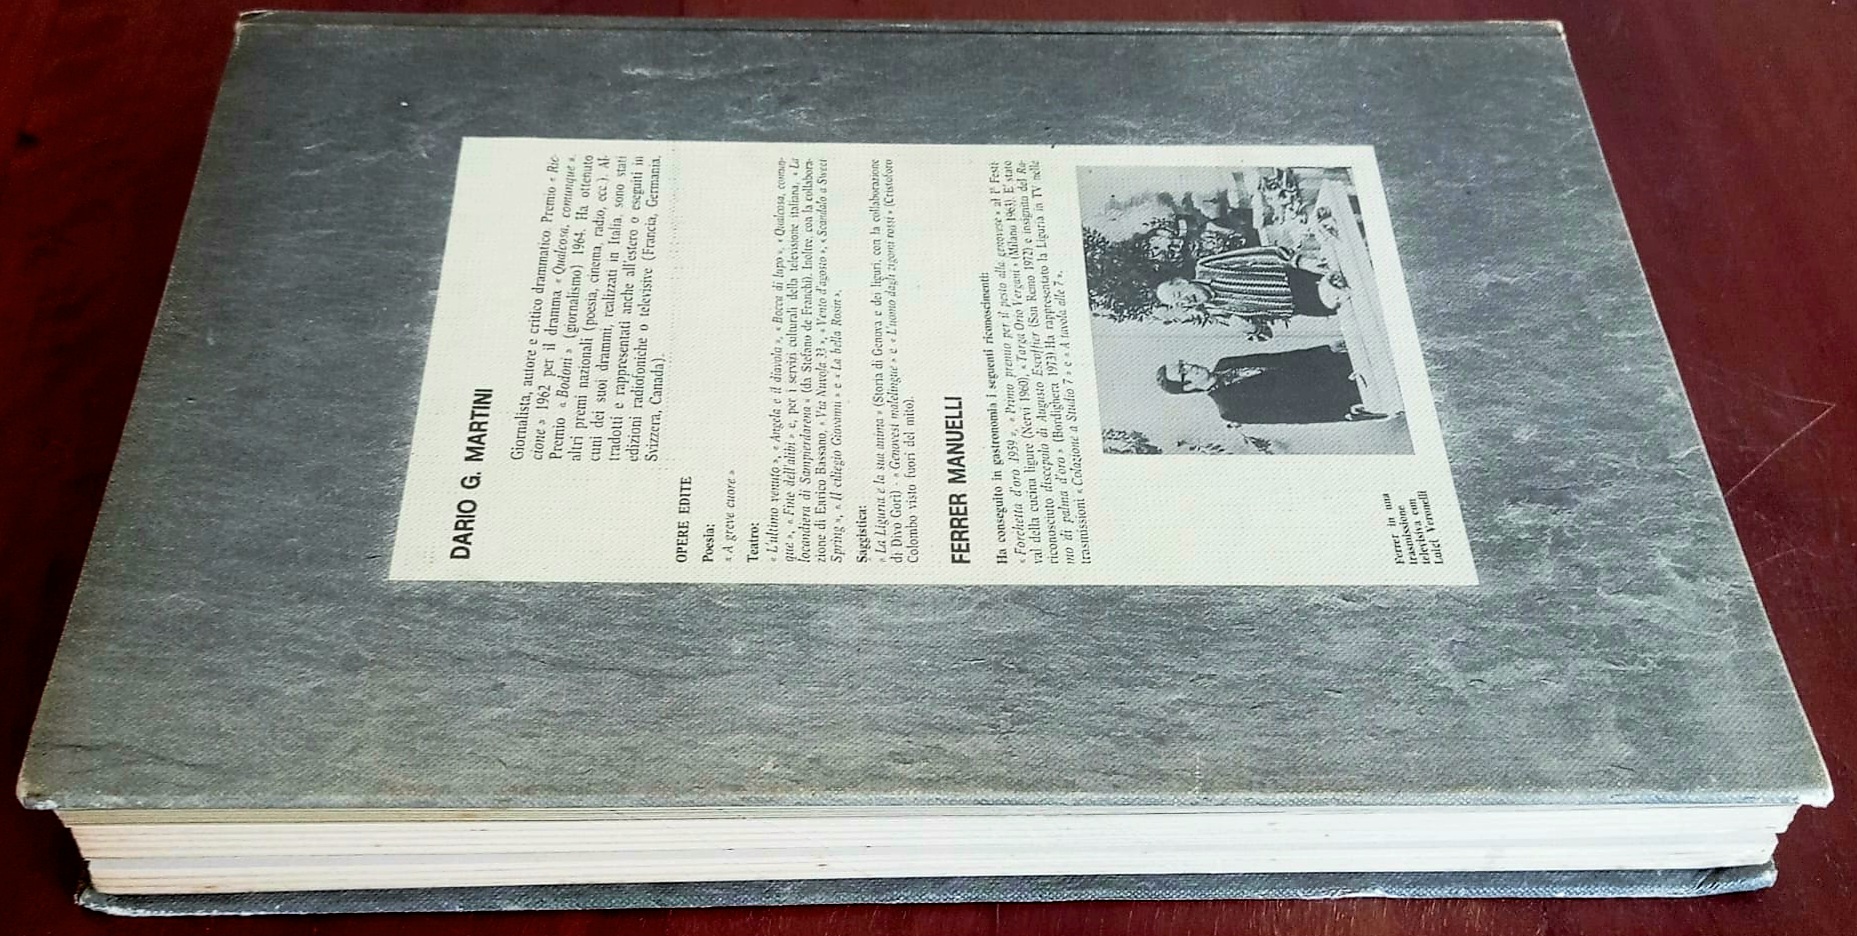 DARIO G. MARTINI
Giornalista, autore e critico drammatico. Premio « Ric-
cione » 1962 per il dramma « Qualcosa, comunque ».
Premio « Bodotti » (giornalismo) 1964. Ha ottenuto
altri premi nazionali (poesia, cinema, radio, ecc.). Al-
cuni dei suoi drammi, realizzati in Italia, sono stati
tradotti e rappresentati anche all'estero o eseguiti in
edizioni radiofoniche o televisive (Francia, Germania,
Svizzera, Canada).
OPERE EDITE
Poesia:
« A greve cuore »
Teatro:
« L'ultimo venuto », « Angela e il diavolo », « Bocca di lupo », « Qualcosa, comun-
que », « Fine dell'alibi » e, per i servizi culturali della televisione italiana, « La
locandiera di Sampierdarena » (da Stefano de Franchi). Inoltre, con la collabora-
zione di Enrico Bassano, « Via Nuvola 33 », « Vento d'agosto », « Scandalo a Sweet
Spring », « Il ciliegio Giovanni » e « La bella Rosin ».
Saggistica:
« La Liguria e la sua anima » (Storia di Genova e dei liguri, con la collaborazione
di Divo Gori) - « Genovesi malelingue » e « L'uomo dagli zigomi rossi » (Cristoforo
Colombo visto fuori del mito).
FERRER MANUELLI
Ha conseguito in gastronomia i seguenti riconoscimenti:
« Forchetta d'oro 1959 », « Primo premio per il pesto alla genovese » al 1° Festi-
val della cucina ligure (Nervi 1960), « Targa Orio Vergani » (Milano 1963). E' stato
riconosciuto discepolo di Augusto Escoffier (San Remo 1972) e insignito del Ra-
mo di palma d'oro » (Bordighera 1973) Ha rappresentato la Liguria in TV nelle
trasmissioni « Colazione a Studio 7 » e « A tavola alle 7 ».
Ferrer in una
trasmissione
televisiva con
Luigi Veronelli